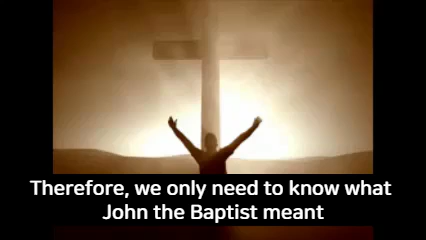 Therefore, we only need to know what
John the Baptist meant